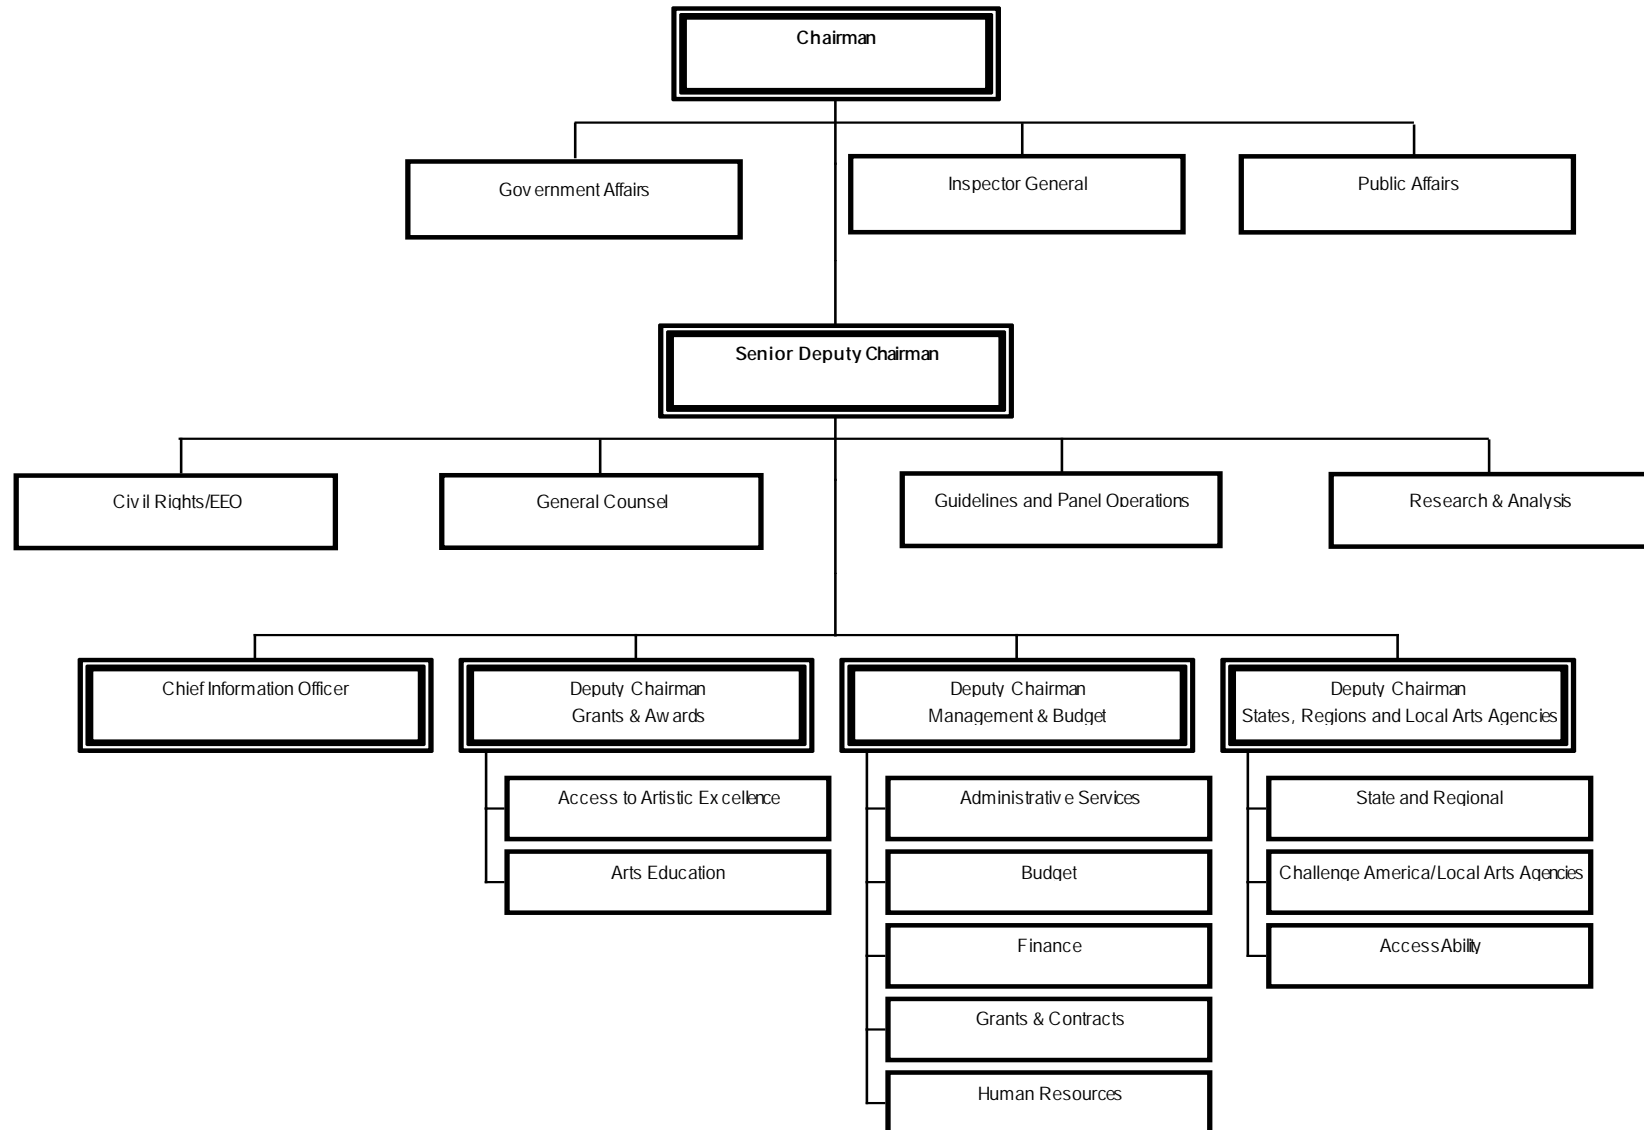 Chairman
Government Affairs
Inspector General
Public Affairs
Senior Deputy Chairman
Civil Rights/EEO
General Counsel
Guidelines and Panel Operations
Research & Analysis
Chief Information Officer
Deputy Chairman
Grants & Awards
Deputy Chairman
Management & Budget
Deputy Chairman
States, Regions and Local Arts Agencies
Access to Artistic Excellence
Arts Education
Administrative Services
Budget
Finance
Grants & Contracts
Human Resources
State and Regional
Challenge America/Local Arts Agencies
AccessAbility